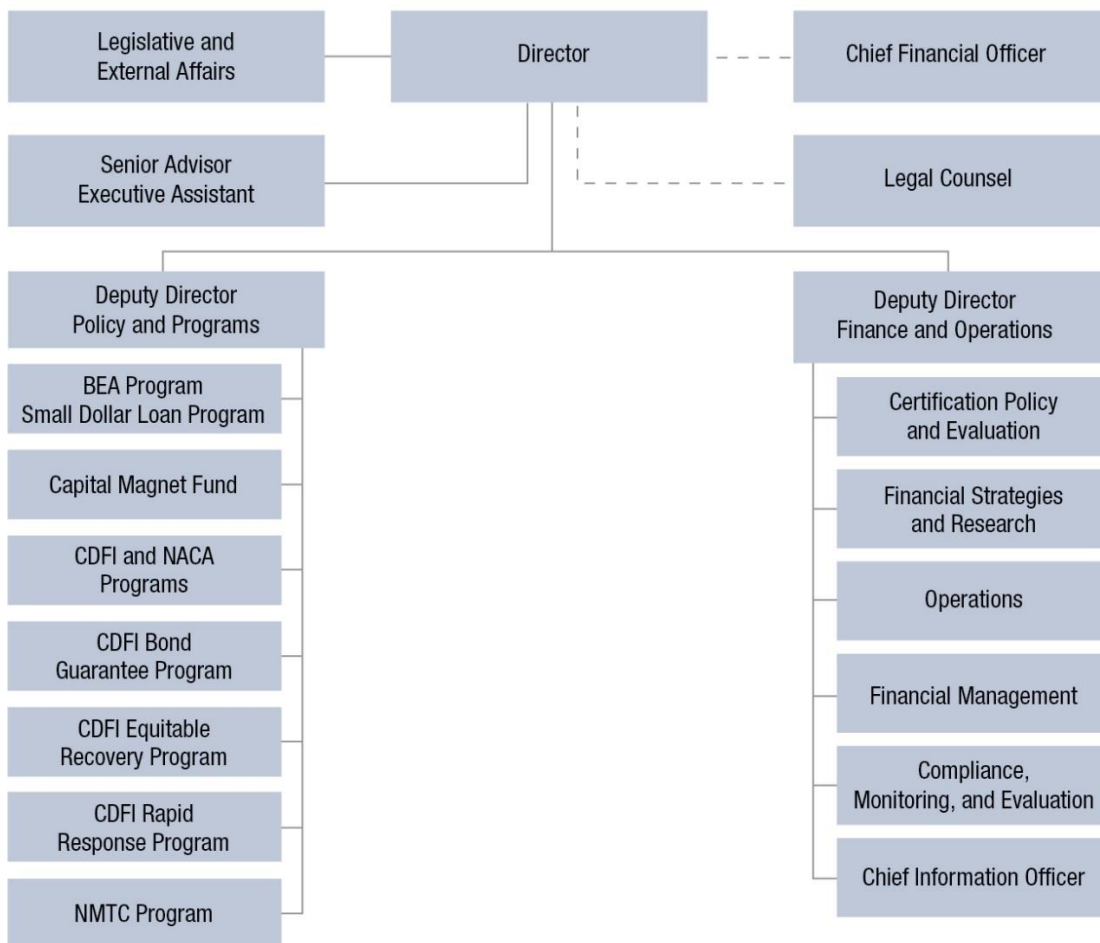 Legislative and
External Affairs
Director
Chief Financial Officer
Senior Advisor
Executive Assistant
Legal Counsel
Deputy Director
Policy and Programs
BEA Program
Small Dollar Loan Program
Capital Magnet Fund
CDFI and NACA
Programs
CDFI Bond
Guarantee Program
CDFI Equitable
Recovery Program
CDFI Rapid
Response Program
NMTC Program
Deputy Director
Finance and Operations
Certification Policy
and Evaluation
Financial Strategies
and Research
Operations
Financial Management
Compliance,
Monitoring, and Evaluation
Chief Information Officer